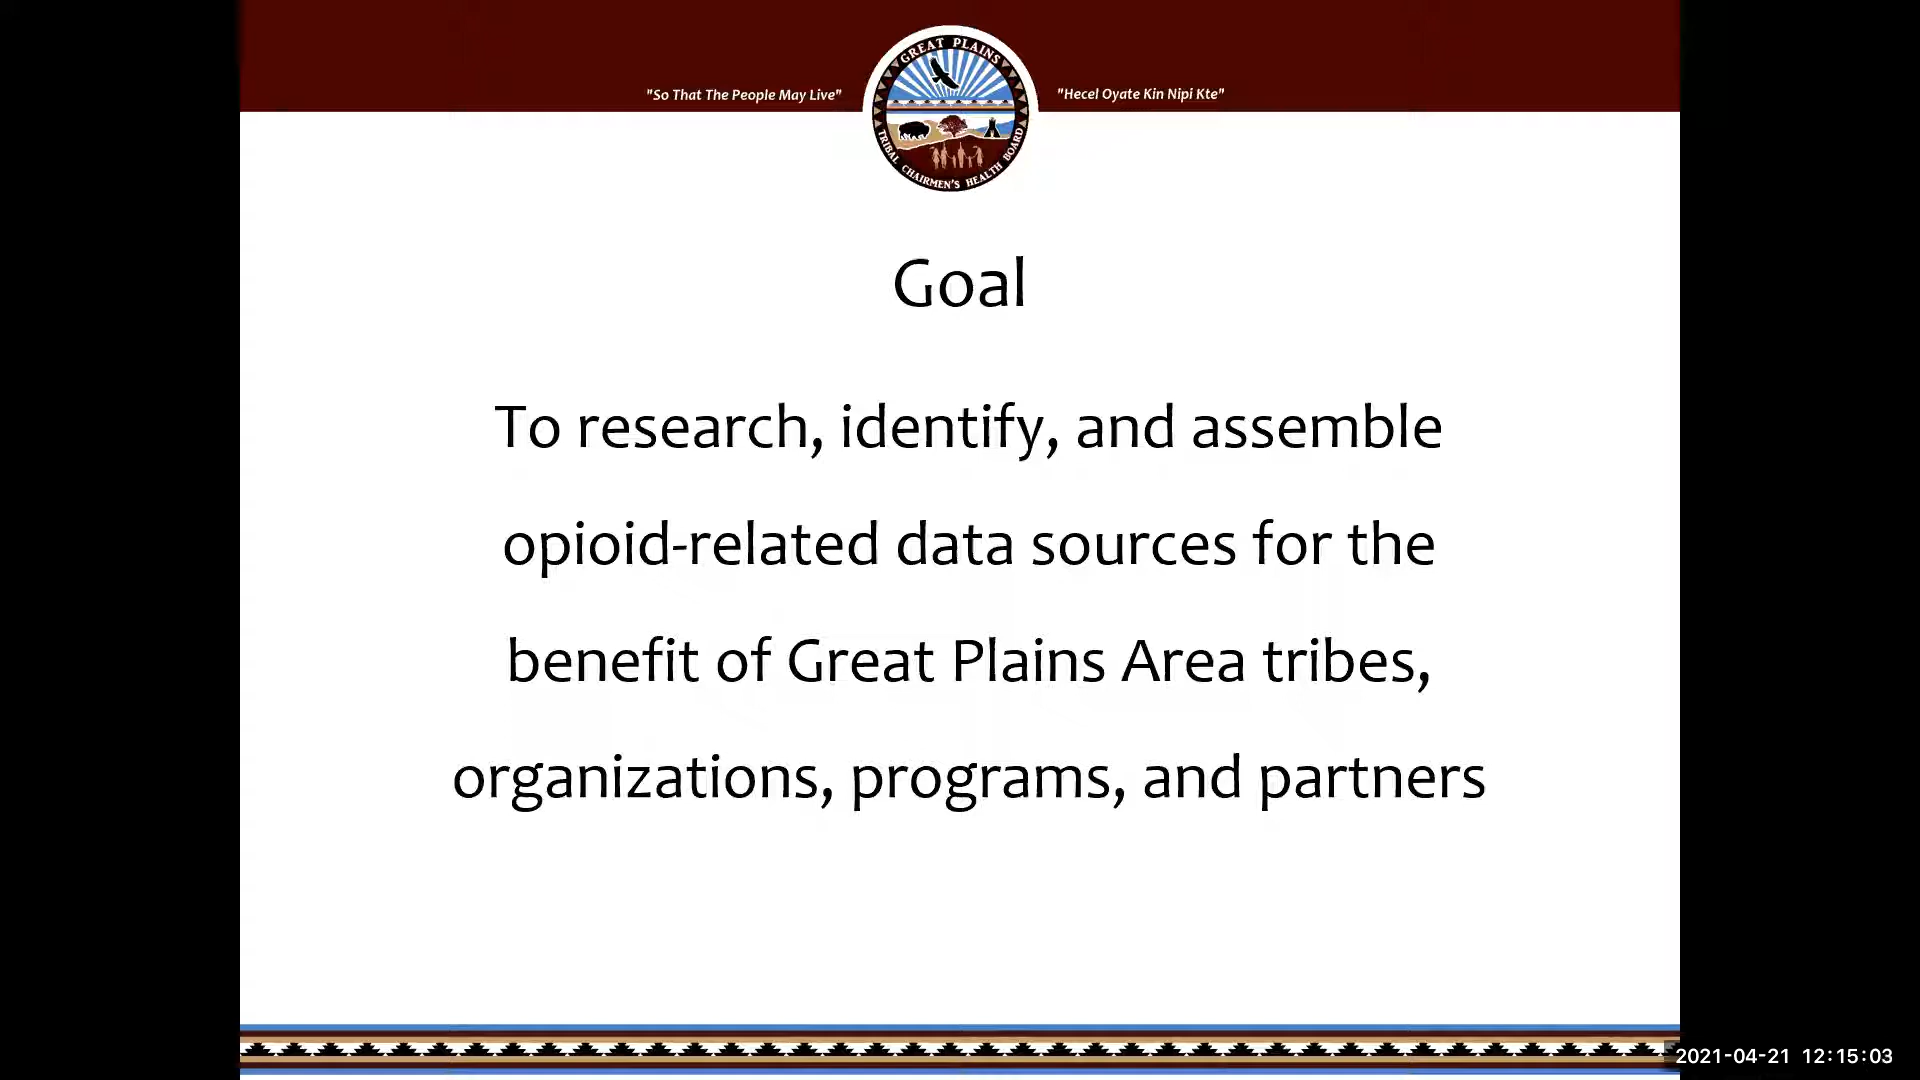 "So That The People May Live"
GREAT PLAINS
TRIBAL CHAIRMEN'S HEALTH BOARD
"Hecel Oyate Kin Nipi Kte"
Goal
To research, identify, and assemble
opioid-related data sources for the
benefit of Great Plains Area tribes,
organizations, programs, and partners
2021-04-21 12:15:03